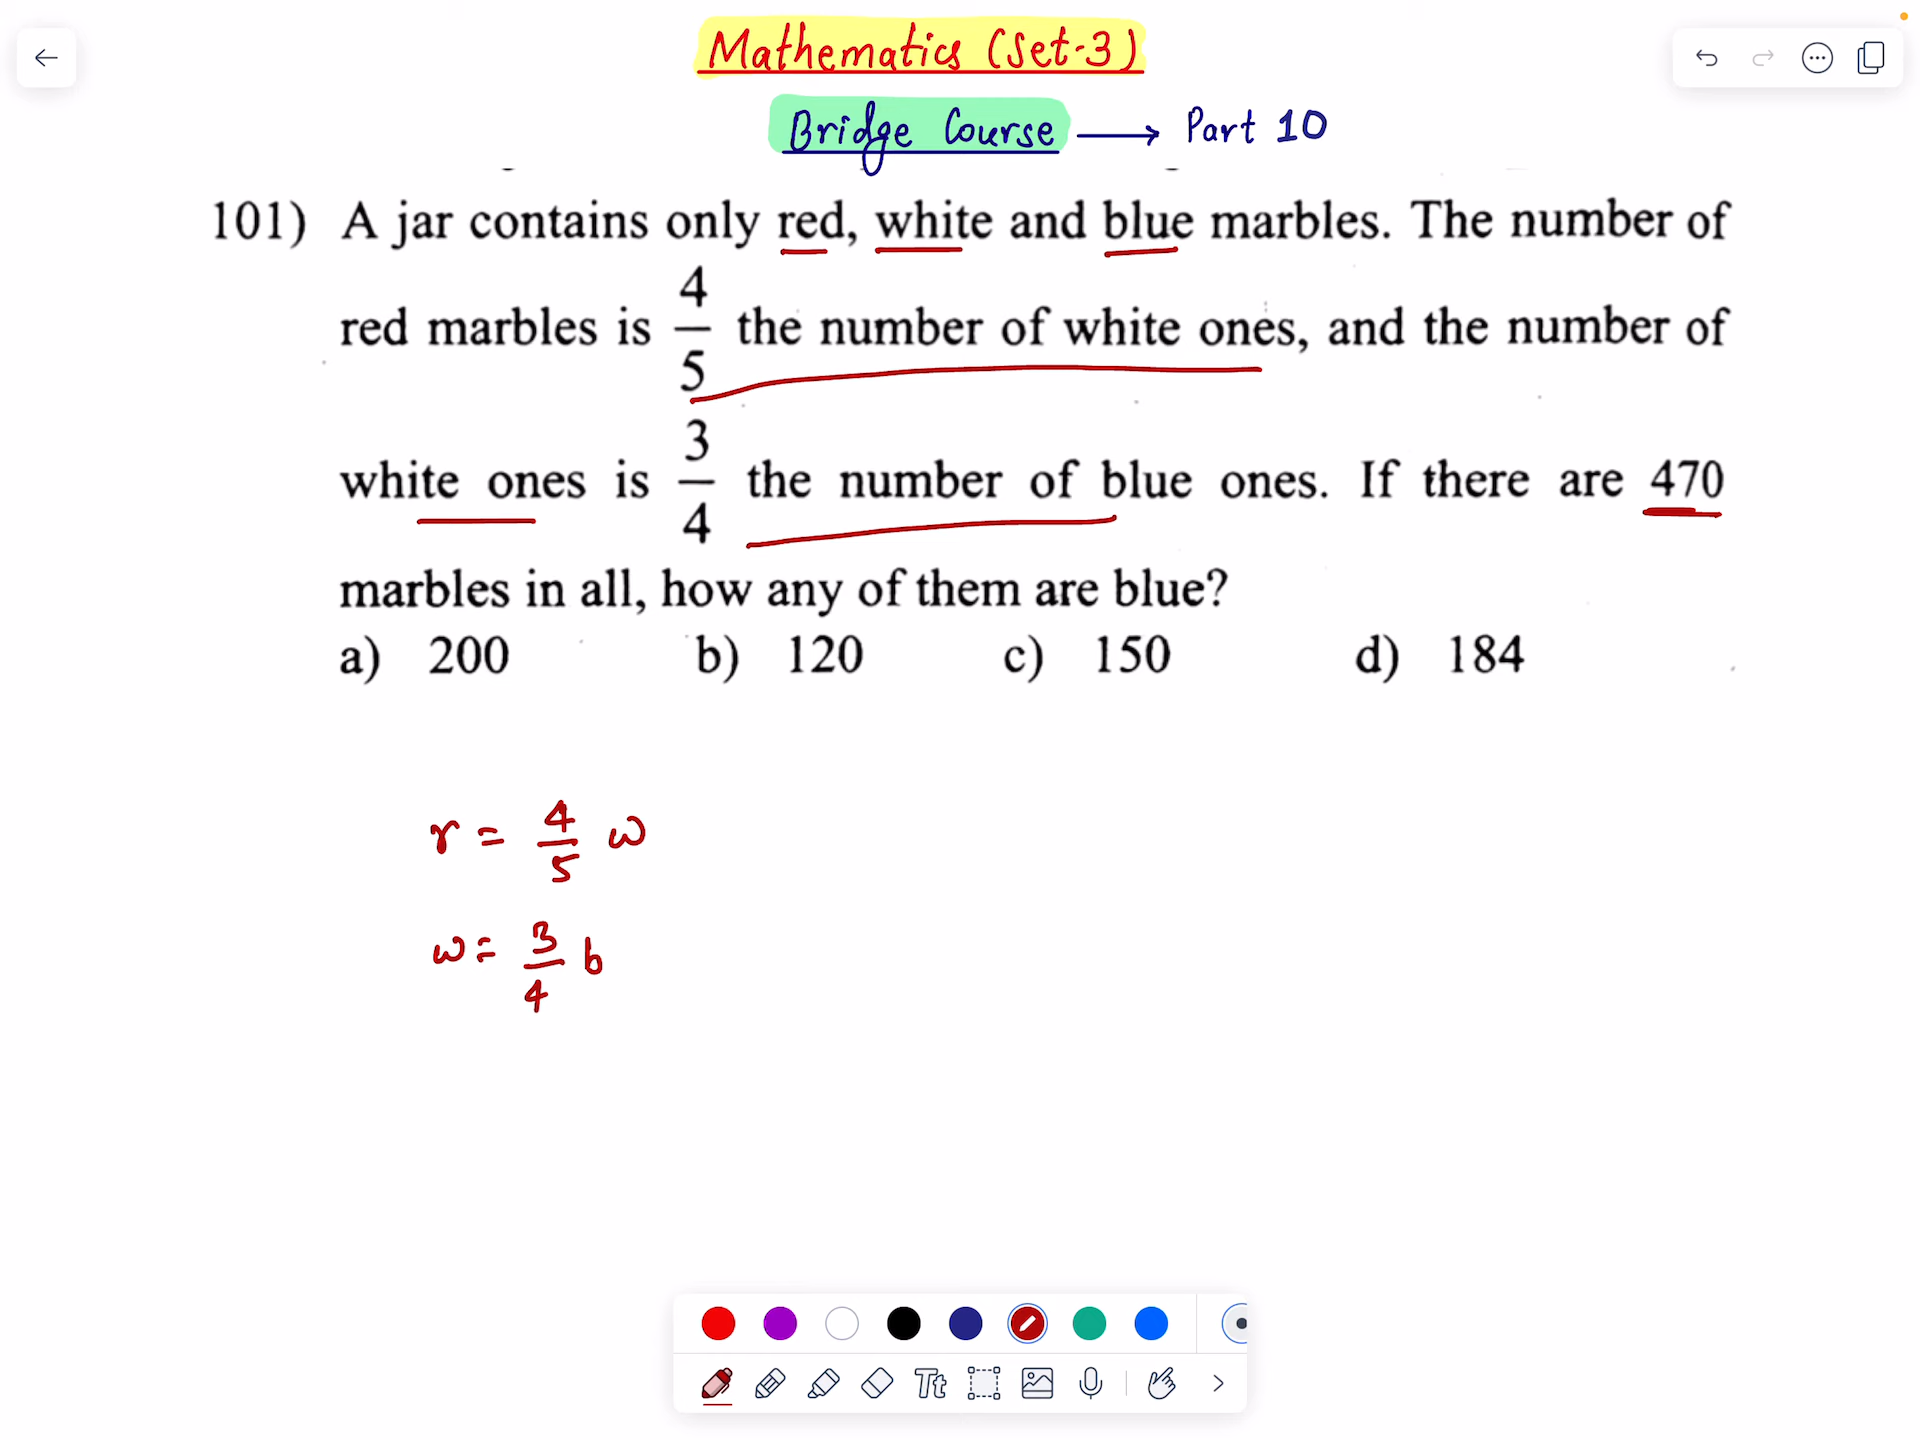 Mathematics (Set-3)
Bridge Course → Part 10
101) A jar contains only red, white and blue marbles. The number of
red marbles is 4/5 the number of white ones, and the number of
white ones is 3/4 the number of blue ones. If there are 470
marbles in all, how any of them are blue?
a) 200 b) 120 c) 150 d) 184
r = 4/5 w
w = 3/4 b
Tt